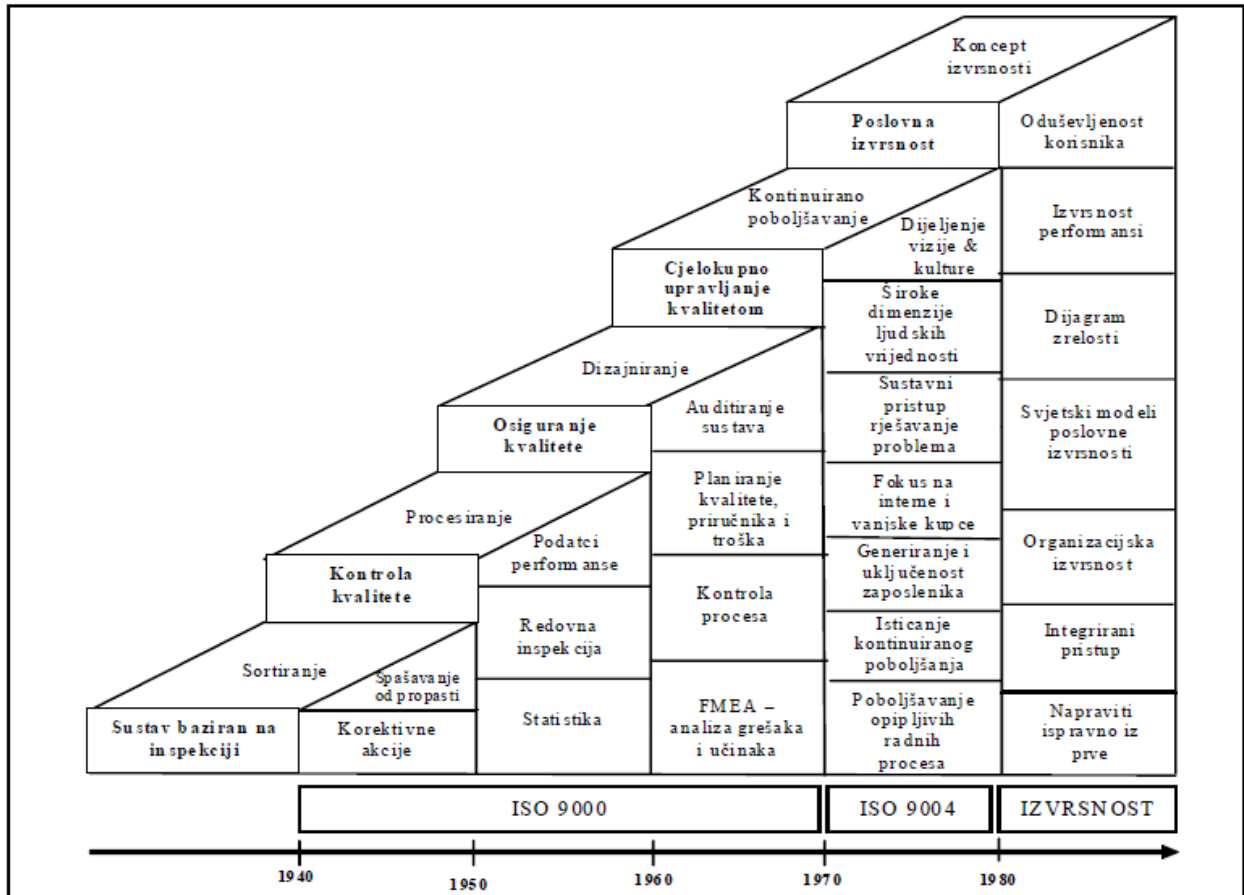 Koncept
izvrsnosti
Poslovna
izvrsnost
Oduševljenost
korisnika
Kontinuirano
poboljšavanje
Dijeljenje
vizije &
kulture
Izvrsnost
performansi
Cjelokupno
upravljanje
kvalitetom
Široke
dimenzije
ljudskih
vrijednosti
Dijagram
zrelosti
Dizajniranje
Auditiranje
sustava
Sustavni
pristup
rješavanje
problema
Svjetski modeli
poslovne
izvrsnosti
Osiguranje
kvalitete
Planiranje
kvalitete,
priručnika i
troška
Fokus na
interne i
vanjske kupce
Procesiranje
Podatci
performanse
Generiranje i
uključenost
zaposlenika
Organizacijska
izvrsnost
Kontrola
kvalitete
Kontrola
procesa
Redovna
inspekcija
Isticanje
kontinuiranog
poboljšanja
Integrirani
pristup
Sortiranje
Spašavanje
od propasti
Sustav baziran na
inspekciji
Korektivne
akcije
Statistika
FMEA –
analiza grešaka
i učinaka
Poboljšavanje
opipljivih
radnih
procesa
Napraviti
ispravno iz
prve
ISO 9000
ISO 9004
IZVRSNOST
1940
1950
1960
1970
1980